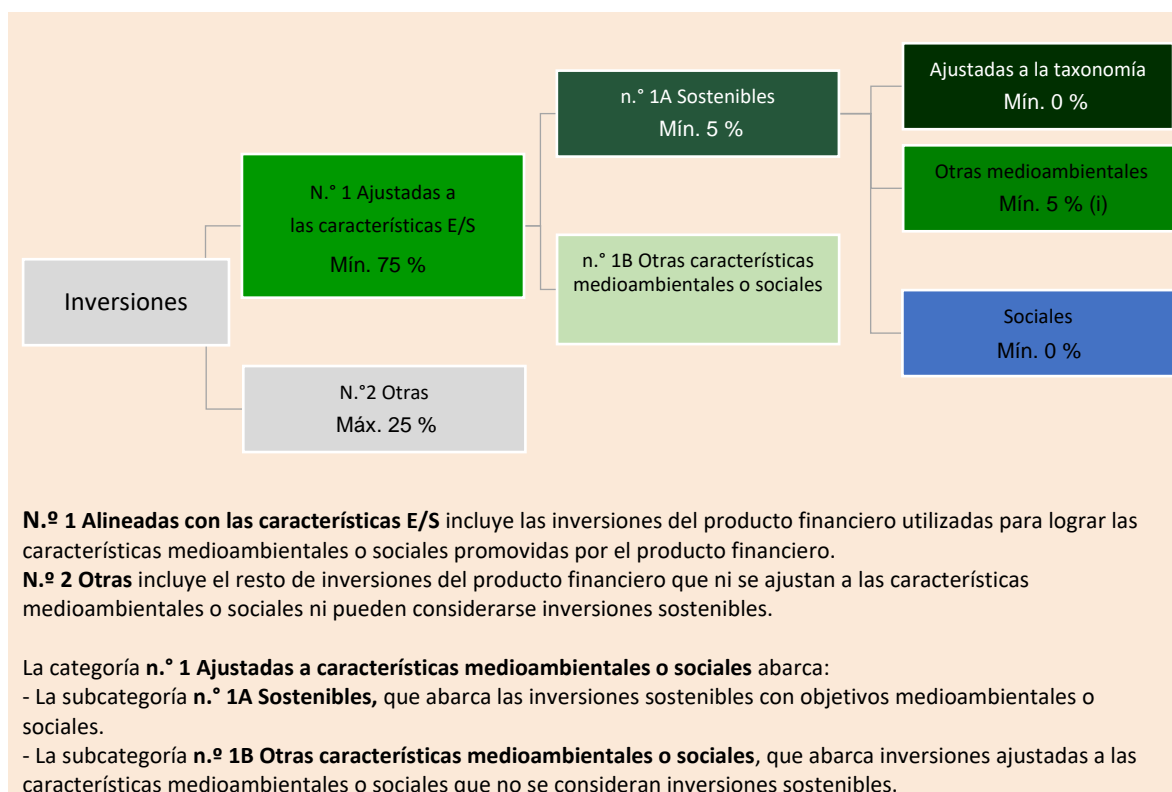 Inversiones
N.° 1 Ajustadas a
las características E/S
Mín. 75 %
N.°2 Otras
Máx. 25 %
n.° 1A Sostenibles
Mín. 5 %
n.° 1B Otras características
medioambientales o sociales
Ajustadas a la taxonomía
Mín. 0 %
Otras medioambientales
Mín. 5 % (i)
Sociales
Mín. 0 %
N.º 1 Alineadas con las características E/S incluye las inversiones del producto financiero utilizadas para lograr las
características medioambientales o sociales promovidas por el producto financiero.
N.º 2 Otras incluye el resto de inversiones del producto financiero que ni se ajustan a las características
medioambientales o sociales ni pueden considerarse inversiones sostenibles.
La categoría n.° 1 Ajustadas a características medioambientales o sociales abarca:
- La subcategoría n.° 1A Sostenibles, que abarca las inversiones sostenibles con objetivos medioambientales o
sociales.
- La subcategoría n.º 1B Otras características medioambientales o sociales, que abarca inversiones ajustadas a las
características medioambientales o sociales que no se consideran inversiones sostenibles.